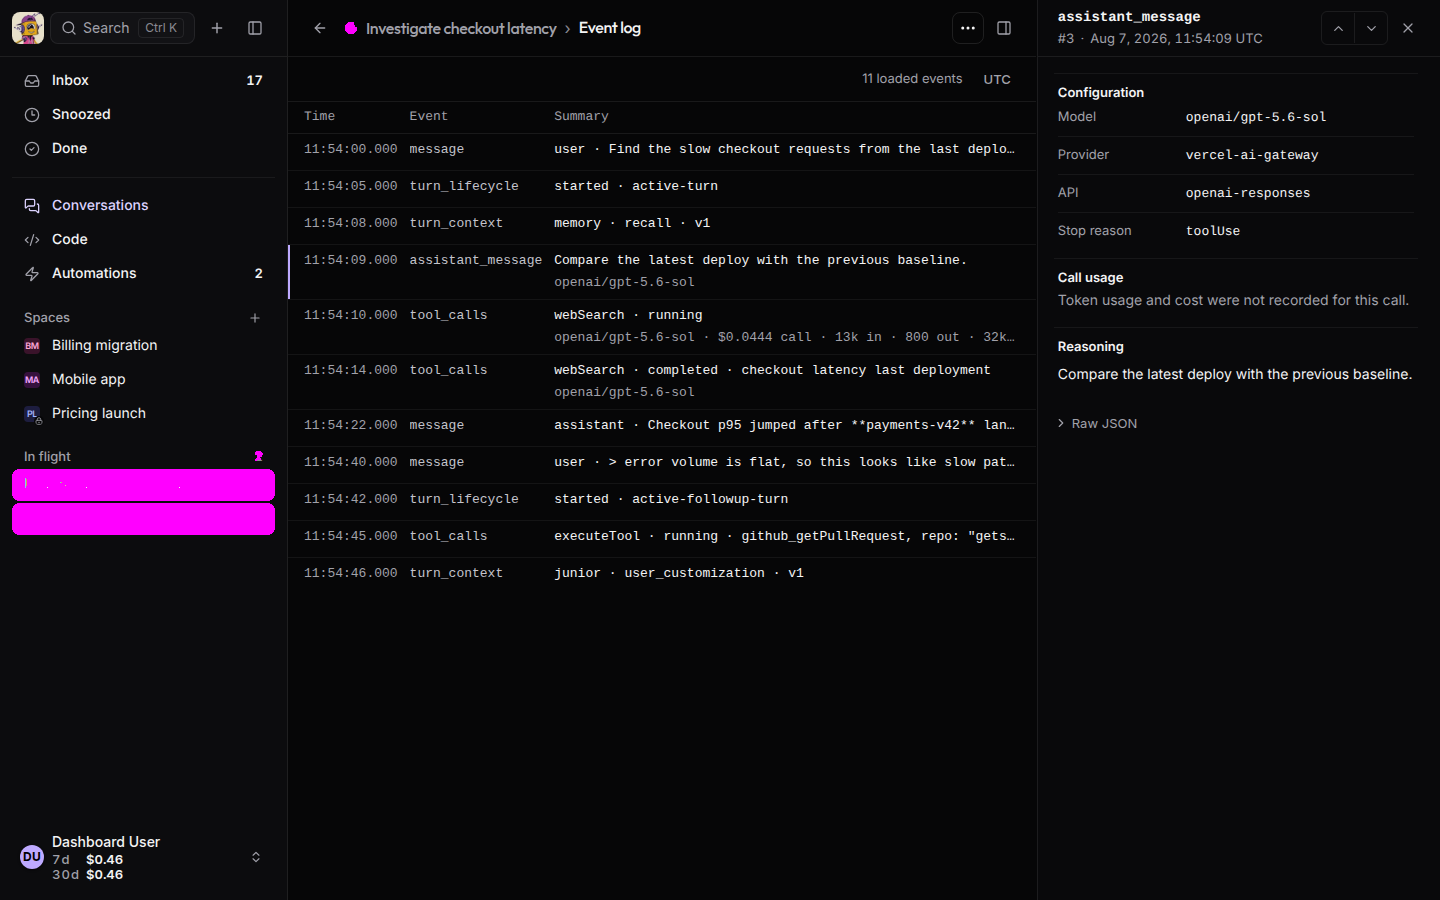 Search Ctrl K
Inbox 17
Snoozed
Done
Conversations
Code
Automations 2
Spaces
BM Billing migration
MA Mobile app
PL Pricing launch
In flight
DU Dashboard User
7d $0.46
30d $0.46
Investigate checkout latency › Event log
11 loaded events UTC
Time Event Summary
11:54:00.000 message user · Find the slow checkout requests from the last deplo…
11:54:05.000 turn_lifecycle started · active-turn
11:54:08.000 turn_context memory · recall · v1
11:54:09.000 assistant_message Compare the latest deploy with the previous baseline.
openai/gpt-5.6-sol
11:54:10.000 tool_calls webSearch · running
openai/gpt-5.6-sol · $0.0444 call · 13k in · 800 out · 32k…
11:54:14.000 tool_calls webSearch · completed · checkout latency last deployment
openai/gpt-5.6-sol
11:54:22.000 message assistant · Checkout p95 jumped after **payments-v42** lan…
11:54:40.000 message user · > error volume is flat, so this looks like slow pat…
11:54:42.000 turn_lifecycle started · active-followup-turn
11:54:45.000 tool_calls executeTool · running · github_getPullRequest, repo: "gets…
11:54:46.000 turn_context junior · user_customization · v1
assistant_message
#3 · Aug 7, 2026, 11:54:09 UTC
Configuration
Model openai/gpt-5.6-sol
Provider vercel-ai-gateway
API openai-responses
Stop reason toolUse
Call usage
Token usage and cost were not recorded for this call.
Reasoning
Compare the latest deploy with the previous baseline.
Raw JSON